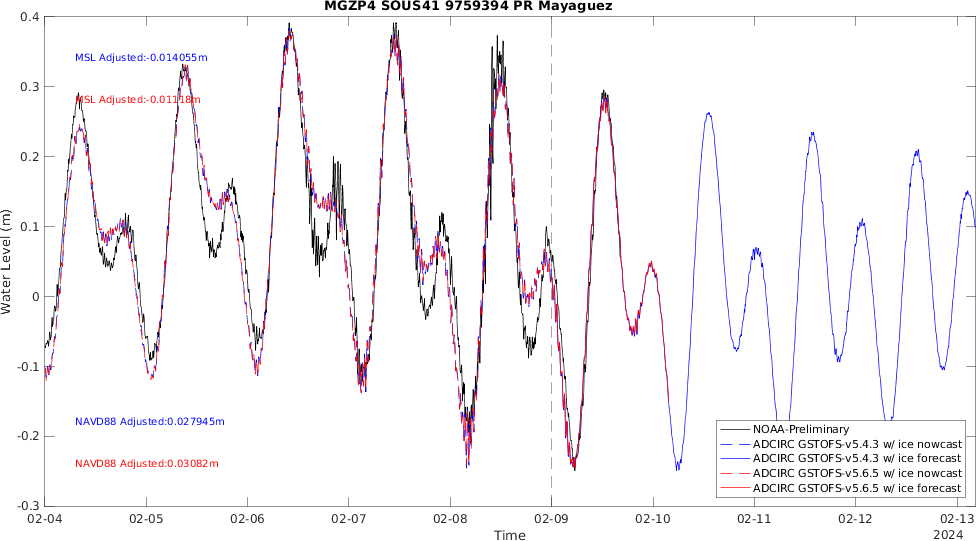 MGZP4 SOUS41 9759394 PR Mayaguez
0.4
0.3
0.2
0.1
0
-0.1
-0.2
-0.3
Water Level (m)
MSL Adjusted:-0.014055m
MSL Adjusted:-0.01118m
NAVD88 Adjusted:0.027945m
NAVD88 Adjusted:0.03082m
NOAA-Preliminary
ADCIRC GSTOFS-v5.4.3 w/ ice nowcast
ADCIRC GSTOFS-v5.4.3 w/ ice forecast
ADCIRC GSTOFS-v5.6.5 w/ ice nowcast
ADCIRC GSTOFS-v5.6.5 w/ ice forecast
02-04 02-05 02-06 02-07 02-08 02-09 02-10 02-11 02-12 02-13
Time 2024